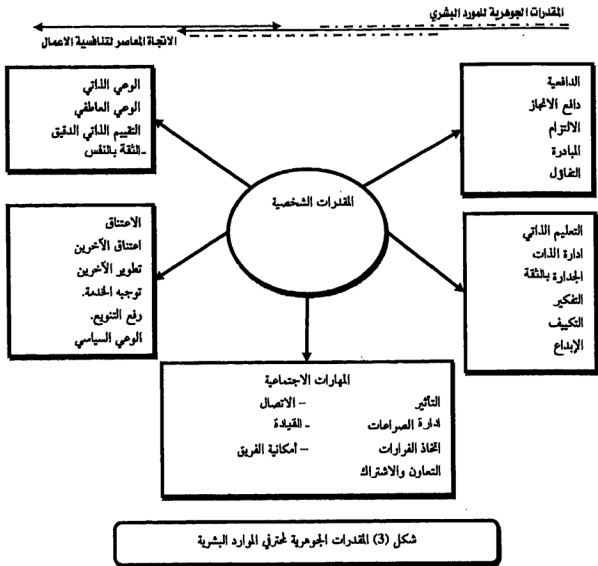 المقدرات الجوهرية للمورد البشري
الاتجاة المعاصر لتنافسية الاعمال
الدافعية
دافع الانجاز
الالتزام
المبادرة
التفاؤل
الوعي الذاتي
الوعي العاطفي
التقييم الذاتي الدقيق
-الثقة بالنفس
المقدرات الشخصية
التعليم الذاتي
ادارة الذات
الجدارة بالثقة
التفكير
التكييف
الإبداع
الاعتناق
اعتناق الآخرين
تطوير الآخرين
توجيه الخدمة.
رفع التنويع.
الوعي السياسي
المهارات الاجتماعية
التأثير – الاتصال
ادارة الصراعات - القيادة
اتخاذ القرارات – أمكانية الفريق
التعاون والاشتراك
شكل (3) المقدرات الجوهرية لمحترفي الموارد البشرية